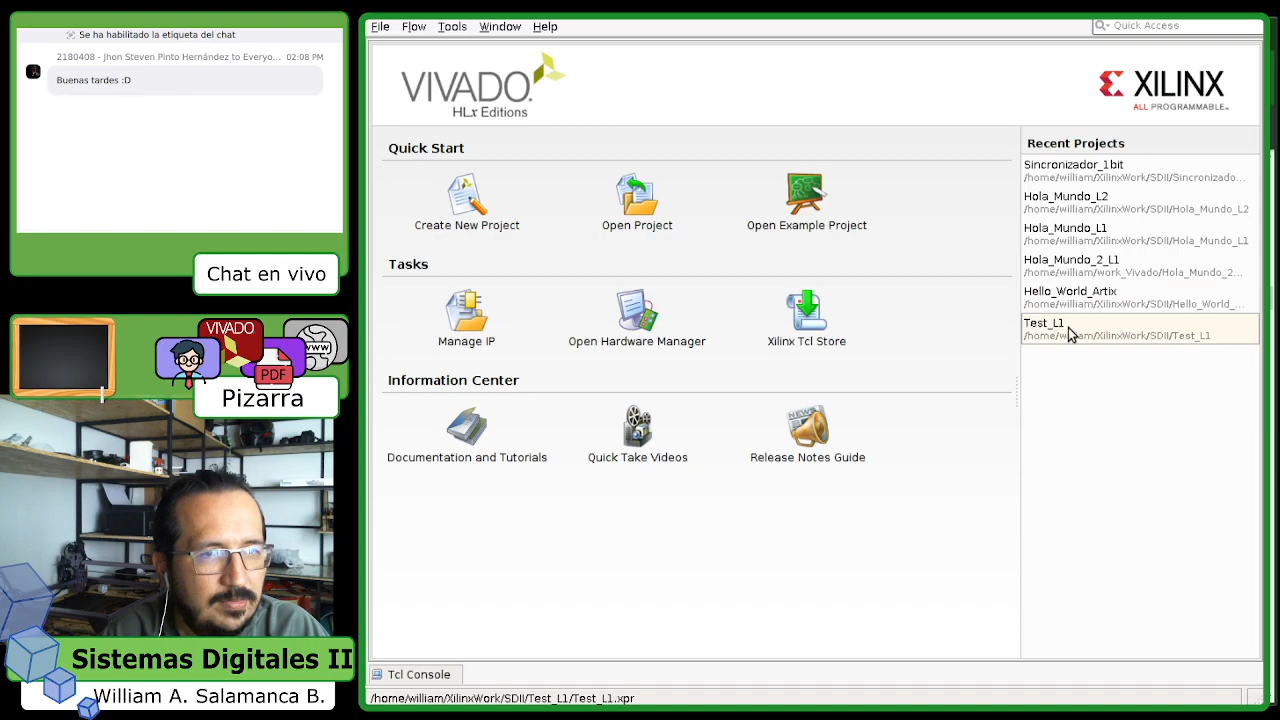 Se ha habilitado la etiqueta del chat
2180408 - Jhon Steven Pinto Hernández to Everyo... 02:08 PM
Buenas tardes :D
Chat en vivo
VIVADO
WWW
PDF
Pizarra
Sistemas Digitales II
William A. Salamanca B.
File Flow Tools Window Help
Quick Access
VIVADO
HLx Editions
XILINX
ALL PROGRAMMABLE™
Quick Start
Create New Project
Open Project
Open Example Project
Tasks
Manage IP
Open Hardware Manager
Xilinx Tcl Store
Information Center
Documentation and Tutorials
Quick Take Videos
NEWS
Release Notes Guide
Recent Projects
Sincronizador_1bit
/home/william/XilinxWork/SDII/Sincronizado...
Hola_Mundo_L2
/home/william/XilinxWork/SDII/Hola_Mundo_L2
Hola_Mundo_L1
/home/william/XilinxWork/SDII/Hola_Mundo_L1
Hola_Mundo_2_L1
/home/william/work_Vivado/Hola_Mundo_2...
Hello_World_Artix
/home/william/XilinxWork/SDII/Hello_World_...
Test_L1
/home/william/XilinxWork/SDII/Test_L1
Tcl Console
/home/william/XilinxWork/SDII/Test_L1/Test_L1.xpr